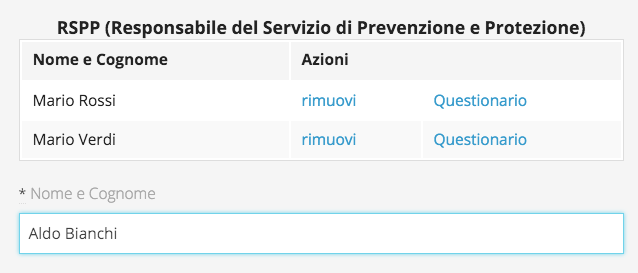 RSPP (Responsabile del Servizio di Prevenzione e Protezione)
Nome e Cognome Azioni
Mario Rossi rimuovi Questionario
Mario Verdi rimuovi Questionario
* Nome e Cognome
Aldo Bianchi